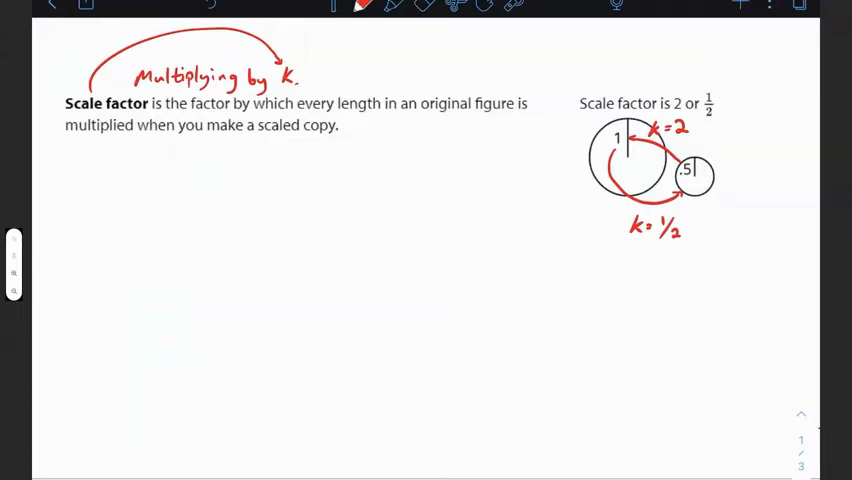 Multiplying by k.
Scale factor is the factor by which every length in an original figure is
multiplied when you make a scaled copy.
Scale factor is 2 or 1/2
k=2
1
.5
k=1/2
1
/
3